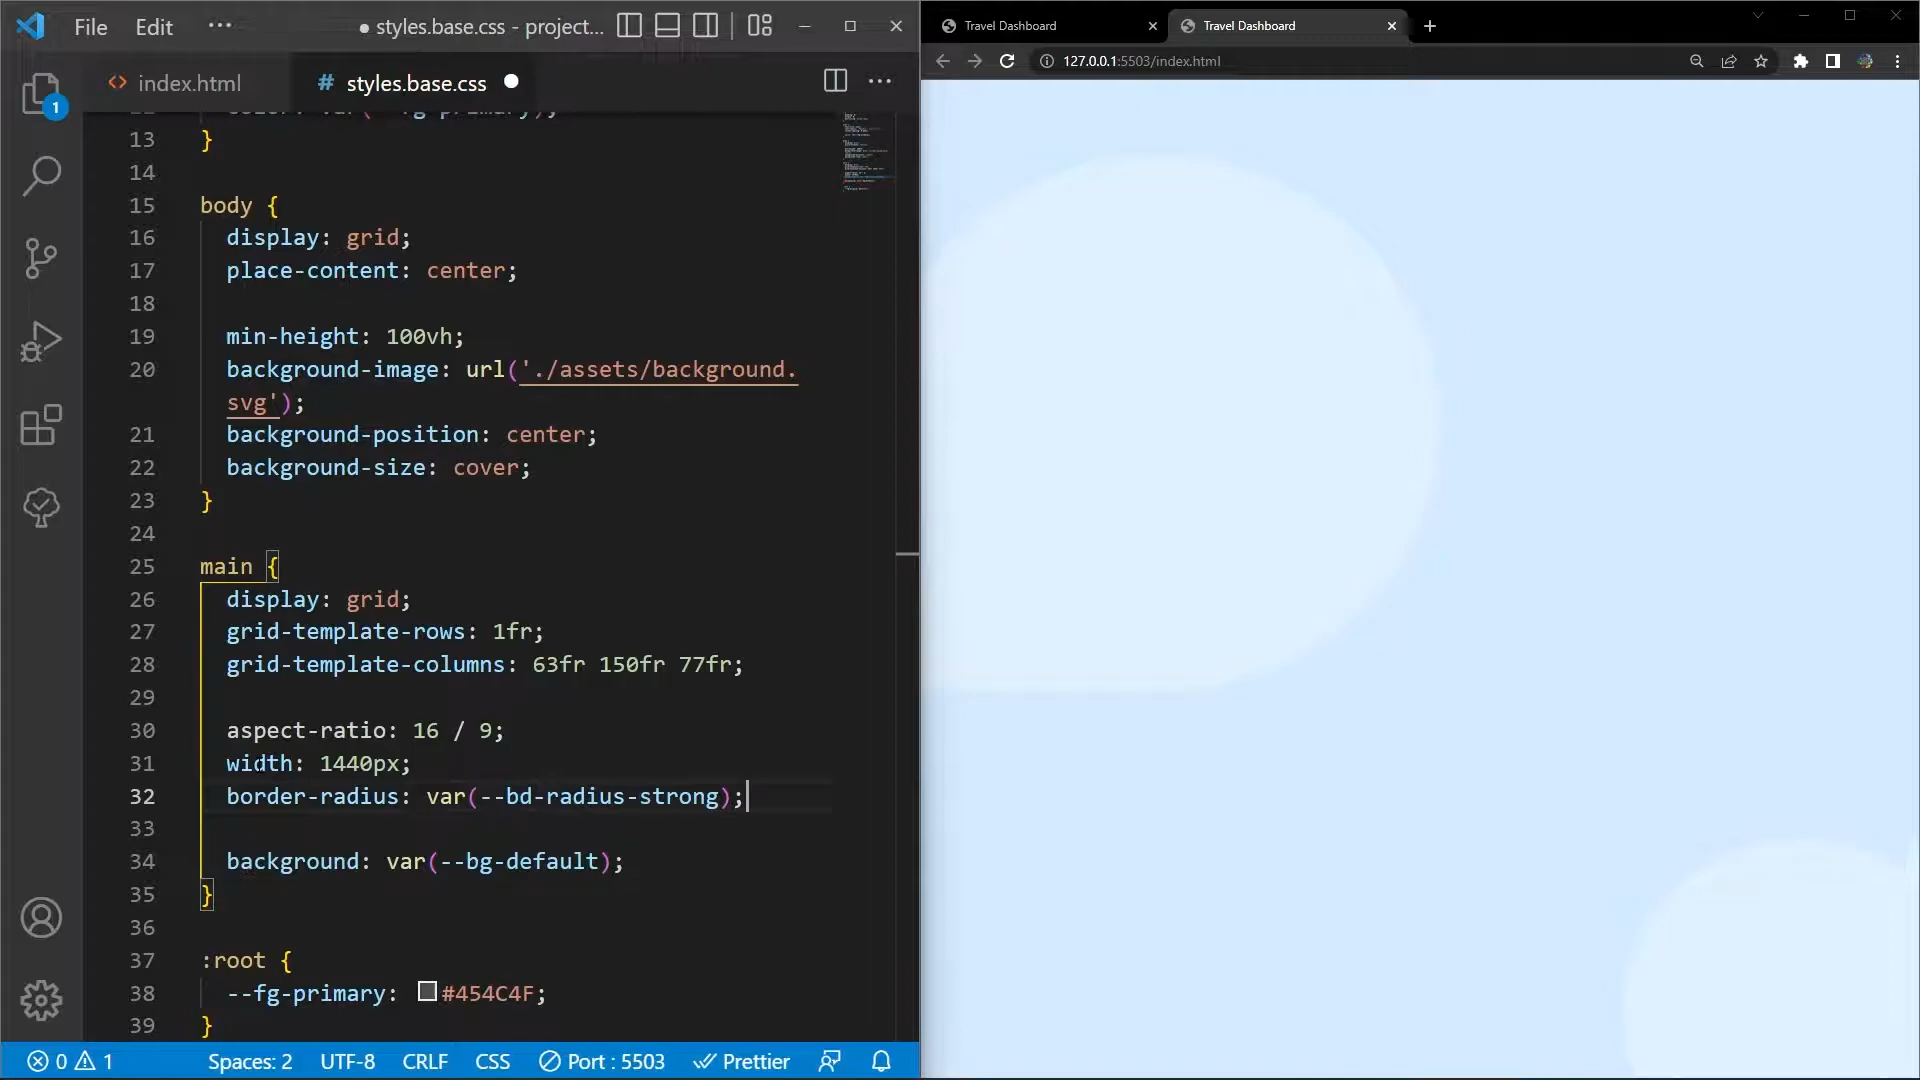 File Edit ··· ● styles.base.css - project...
index.html # styles.base.css
1
13 }
14
15 body {
16 display: grid;
17 place-content: center;
18
19 min-height: 100vh;
20 background-image: url('./assets/background.
svg');
21 background-position: center;
22 background-size: cover;
23 }
24
25 main {
26 display: grid;
27 grid-template-rows: 1fr;
28 grid-template-columns: 63fr 150fr 77fr;
29
30 aspect-ratio: 16 / 9;
31 width: 1440px;
32 border-radius: var(--bd-radius-strong);
33
34 background: var(--bg-default);
35 }
36
37 :root {
38 --fg-primary: #454C4F;
39 }
0 1 Spaces: 2 UTF-8 CRLF CSS Port : 5503 Prettier
Travel Dashboard Travel Dashboard
127.0.0.1:5503/index.html